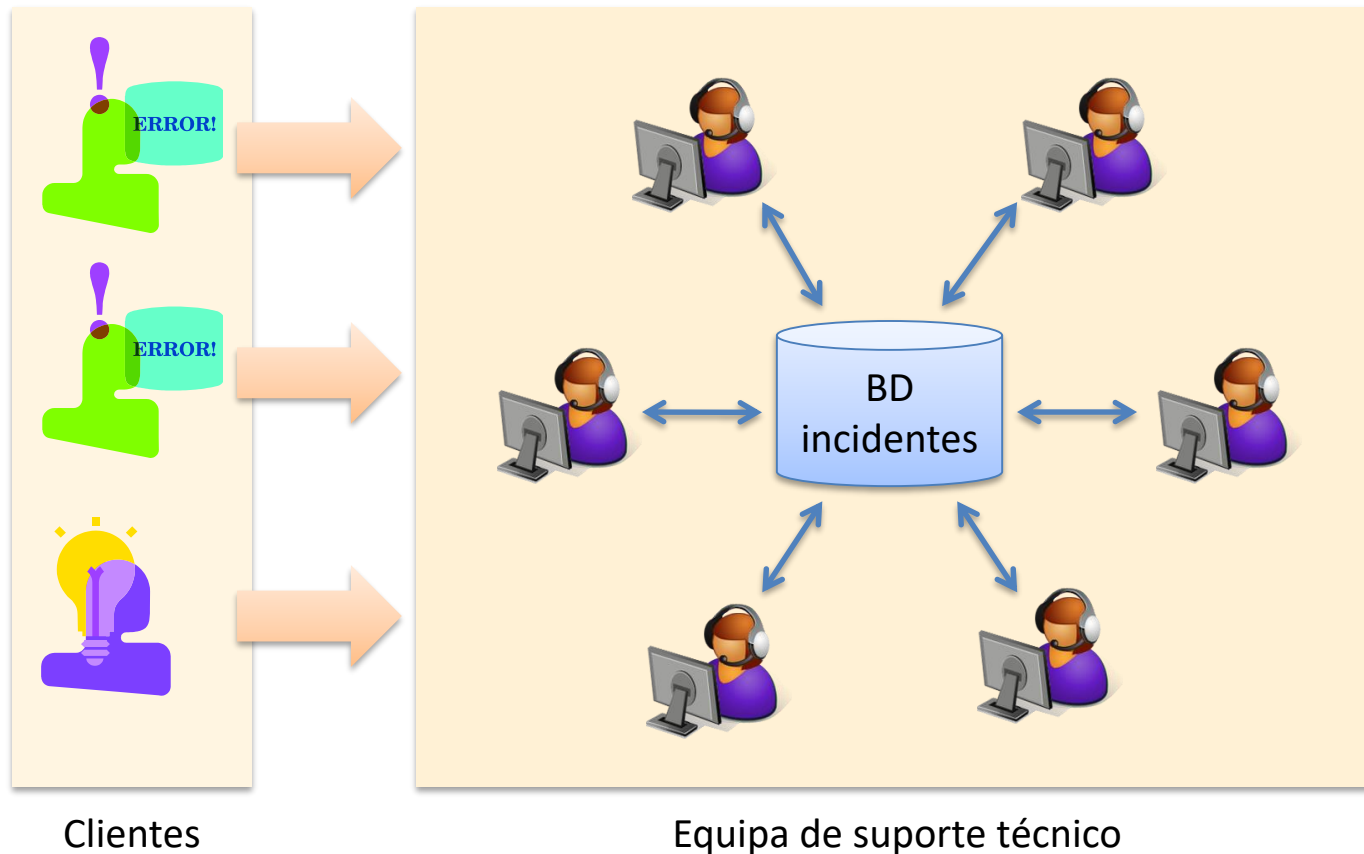 ERROR!
ERROR!
BD
incidentes
Clientes
Equipa de suporte técnico